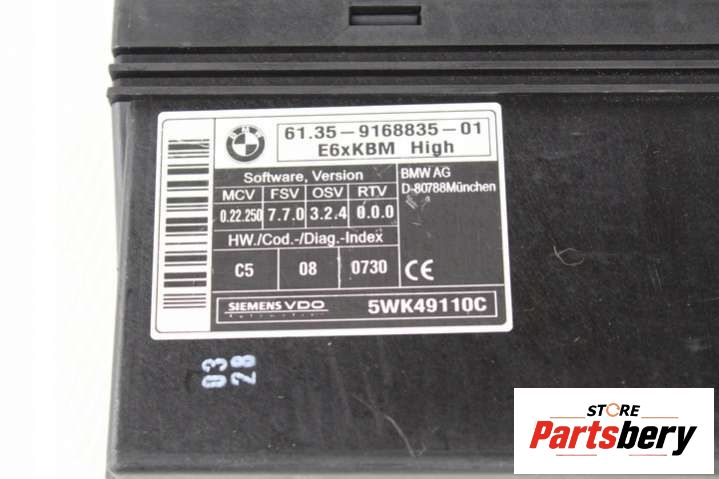 BMW
61.35-9168835-01
E6xKBM High
Software, Version
MCV FSV OSV RTV
0.22.250 7.7.0 3.2.4 0.0.0
HW./Cod.-/Diag.-Index
C5 08 0730
BMW AG
D-80788München
CE
SIEMENS VDO
Automotive
5WK49110C
03
28
STORE
Partsbery